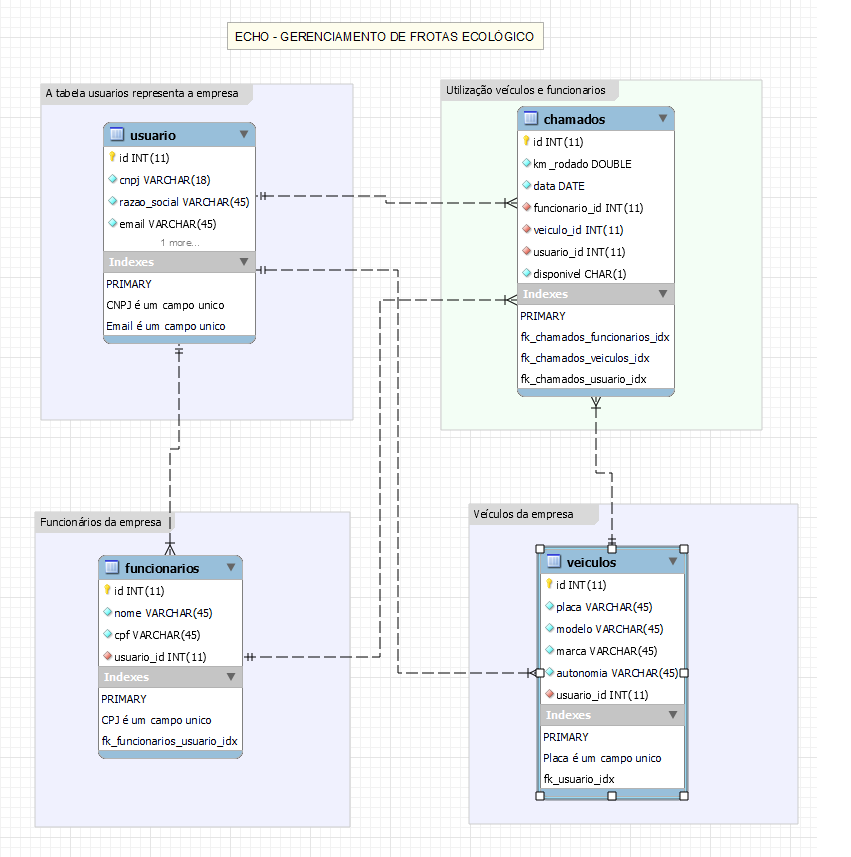 ECHO - GERENCIAMENTO DE FROTAS ECOLÓGICO
A tabela usuarios representa a empresa
usuario
id INT(11)
cnpj VARCHAR(18)
razao_social VARCHAR(45)
email VARCHAR(45)
1 more...
Indexes
PRIMARY
CNPJ é um campo unico
Email é um campo unico
Utilização veículos e funcionarios
chamados
id INT(11)
km_rodado DOUBLE
data DATE
funcionario_id INT(11)
veiculo_id INT(11)
usuario_id INT(11)
disponivel CHAR(1)
Indexes
PRIMARY
fk_chamados_funcionarios_idx
fk_chamados_veiculos_idx
fk_chamados_usuario_idx
Funcionários da empresa
funcionarios
id INT(11)
nome VARCHAR(45)
cpf VARCHAR(45)
usuario_id INT(11)
Indexes
PRIMARY
CPJ é um campo unico
fk_funcionarios_usuario_idx
Veículos da empresa
veiculos
id INT(11)
placa VARCHAR(45)
modelo VARCHAR(45)
marca VARCHAR(45)
autonomia VARCHAR(45)
usuario_id INT(11)
Indexes
PRIMARY
Placa é um campo unico
fk_usuario_idx